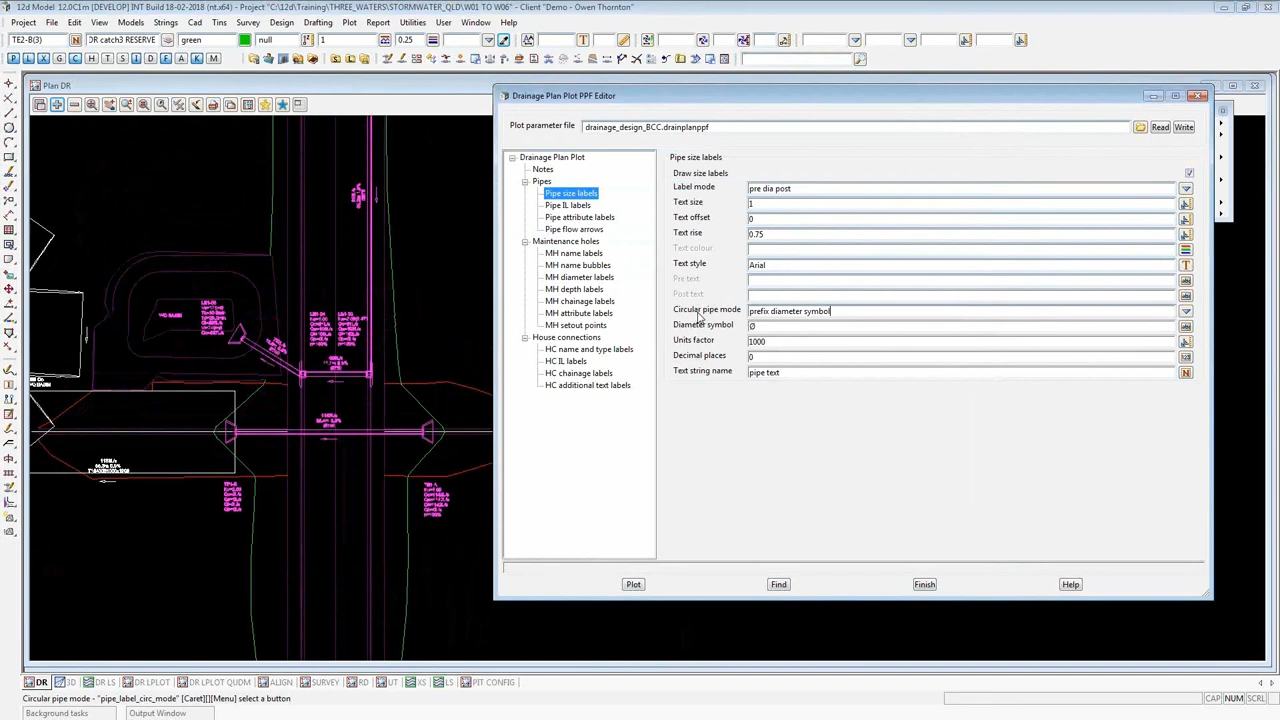 12d Model 12.0C1m [DEVELOP] INT Build 18-02-2018 (nt.x64) - Project "C:\12d\Training\THREE_WATERS\STORMWATER_QLD\W01 TO W06" - Client "Demo - Owen Thornton"
Project File Edit View Models Strings Cad Tins Survey Design Drafting Plot Report Utilities User Window Help
TE2-B(3) DR catch3 RESERVE green null 1 0.25
Plan DR
Drainage Plan Plot PPF Editor
Plot parameter file drainage_design_BCC.drainplanppf Read Write
Drainage Plan Plot
Notes
Pipes
Pipe size labels
Pipe IL labels
Pipe attribute labels
Pipe flow arrows
Maintenance holes
MH name labels
MH name bubbles
MH diameter labels
MH depth labels
MH chainage labels
MH attribute labels
MH setout points
House connections
HC name and type labels
HC IL labels
HC chainage labels
HC additional text labels
Pipe size labels
Draw size labels
Label mode pre dia post
Text size 1
Text offset 0
Text rise 0.75
Text colour
Text style Arial
Pre text
Post text
Circular pipe mode prefix diameter symbol
Diameter symbol Ø
Units factor 1000
Decimal places 0
Text string name pipe text
Plot Find Finish Help
DR 3D DR LS DR LPLOT DR LPLOT QUDM ALIGN SURVEY RD UT XS LS PIT CONFIG
Circular pipe mode - "pipe_label_circ_mode" [Caret][][Menu] select a button
CAP NUM SCRL
Background tasks Output Window